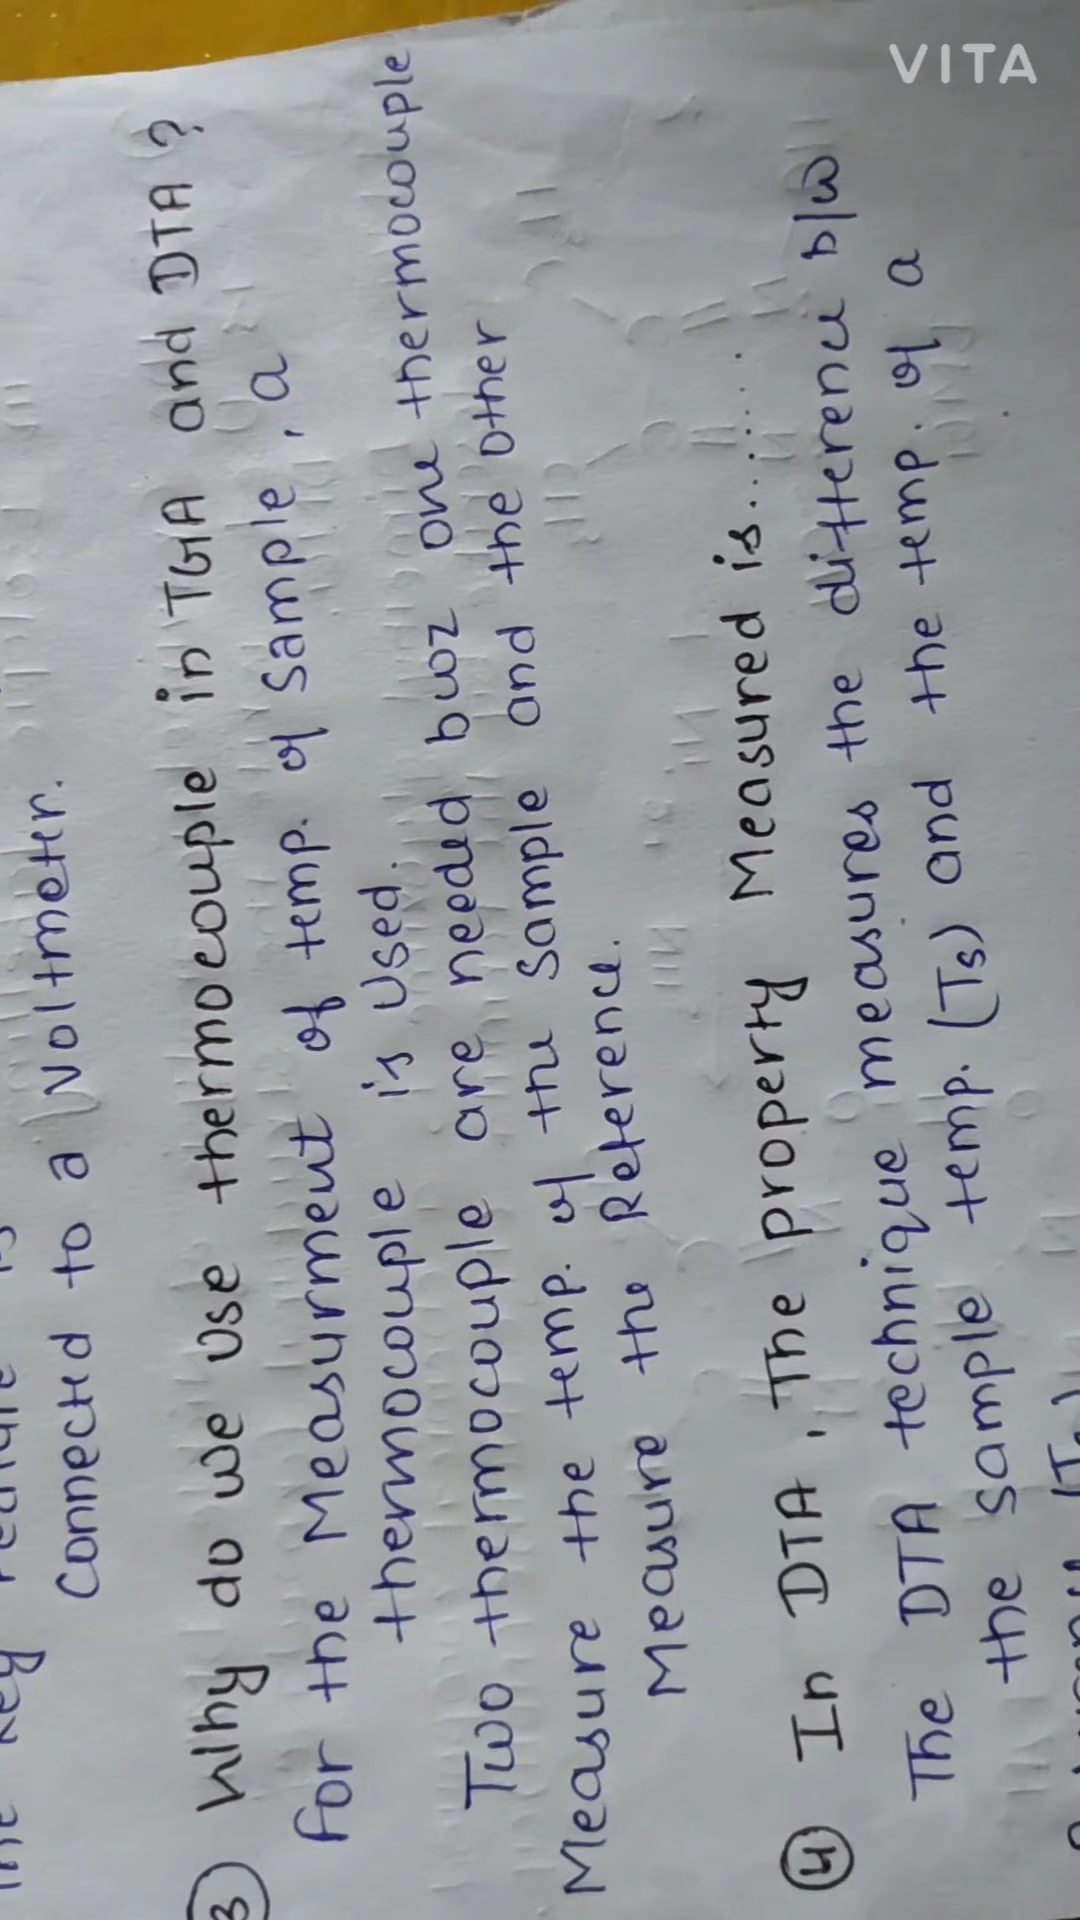 VITA
connected to a voltmeter.
3 Why do we use thermocouple in TGA and DTA ?
for the Measurment of temp. of Sample , a
thermocouple is used.
Two thermocouple are needed buz one thermocouple
Measure the temp. of the sample and the other
Measure the Reference.
4 In DTA , The property Measured is........
The DTA technique measures the difference b/w
the sample temp. (Ts) and the temp. of a